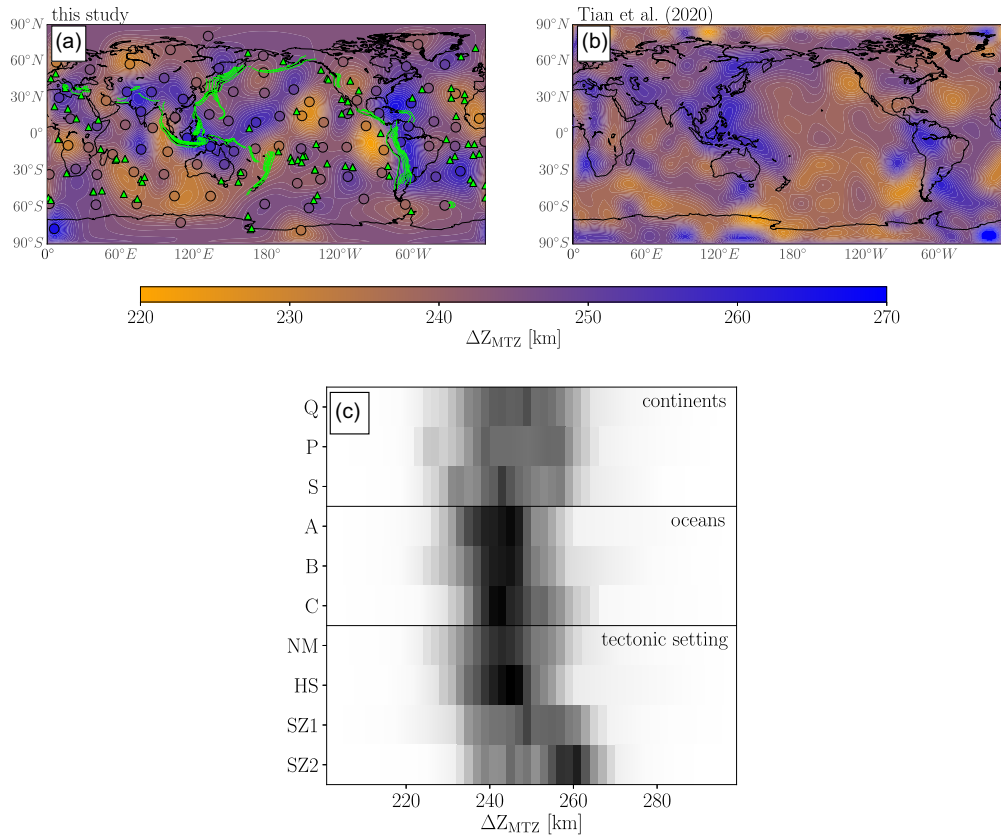 this study
Tian et al. (2020)
(a)
(b)
90°N
60°N
30°N
0°
30°S
60°S
90°S
0°
60°E
120°E
180°
120°W
60°W
90°N
60°N
30°N
0°
30°S
60°S
90°S
0°
60°E
120°E
180°
120°W
60°W
220
230
240
250
260
270
ΔZMTZ [km]
(c)
continents
Q
P
S
oceans
A
B
C
tectonic setting
NM
HS
SZ1
SZ2
220
240
260
280
ΔZMTZ [km]